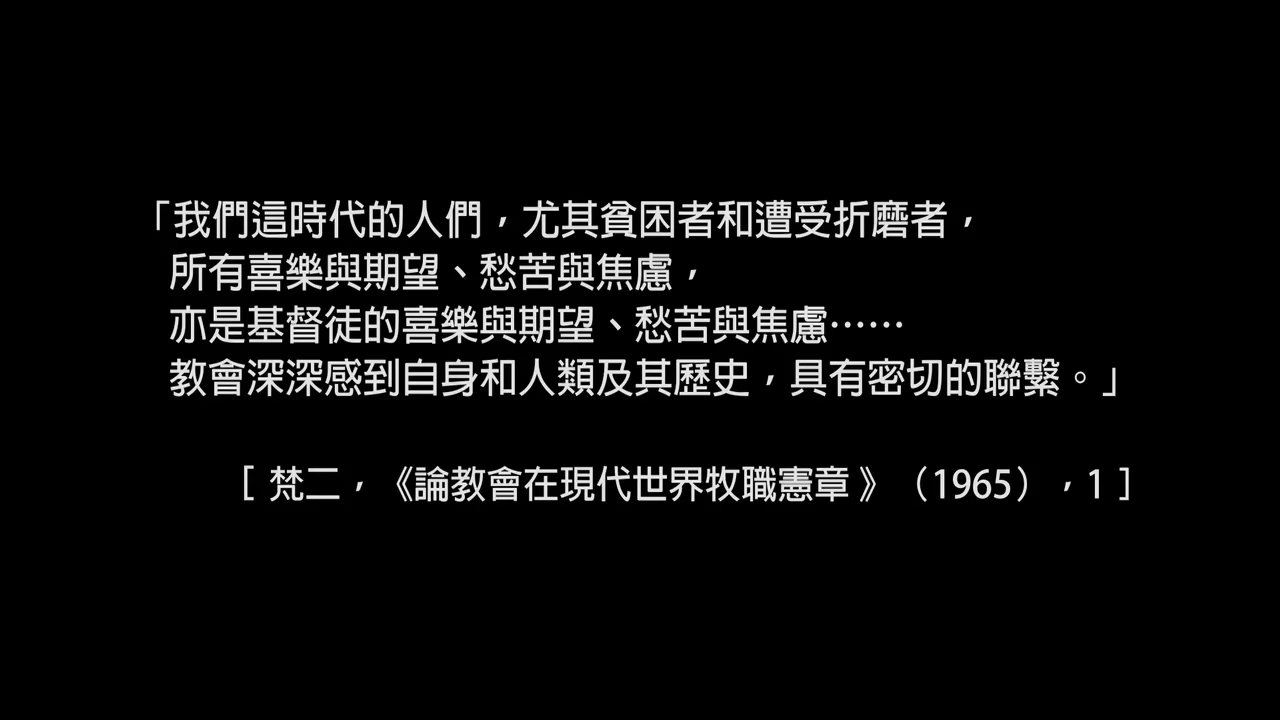 「我們這時代的人們，尤其貧困者和遭受折磨者，
所有喜樂與期望、愁苦與焦慮，
亦是基督徒的喜樂與期望、愁苦與焦慮……
教會深深感到自身和人類及其歷史，具有密切的聯繫。」
［ 梵二，《論教會在現代世界牧職憲章 》（1965），1 ］